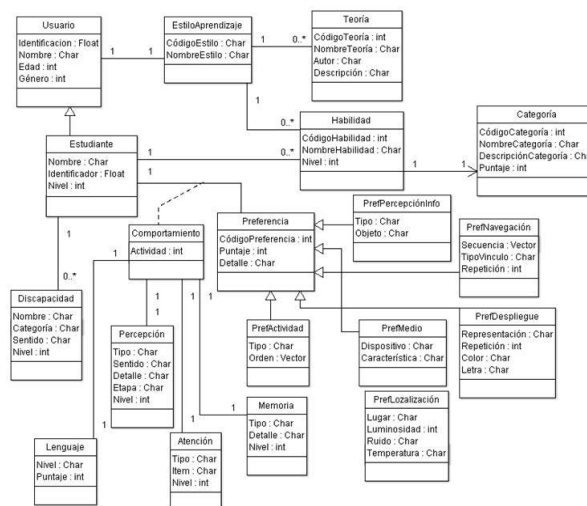 Usuario
Identificacion : Float
Nombre : Char
Edad : int
Género : int
1
1
EstiloAprendizaje
CódigoEstilo : Char
NombreEstilo : Char
1
0..*
Teoría
CódigoTeoría : int
NombreTeoría : Char
Autor : Char
Descripción : Char
1
0..*
Habilidad
CódigoHabilidad : int
NombreHabilidad : Char
Nivel : int
1
1
Categoría
CódigoCategoría : int
NombreCategoría : Char
DescripciónCategoría : Char
Puntaje : int
Estudiante
Nombre : Char
Identificador : Float
Nivel : int
1
0..*
1
1
0..*
Comportamiento
Actividad : int
1
1
1
1
1
Preferencia
CódigoPreferencia : int
Puntaje : int
Detalle : Char
PrefPercepciónInfo
Tipo : Char
Objeto : Char
PrefNavegación
Secuencia : Vector
TipoVinculo : Char
Repetición : int
Discapacidad
Nombre : Char
Categoría : Char
Sentido : Char
Nivel : int
Percepción
Tipo : Char
Sentido : Char
Detalle : Char
Etapa : Char
Nivel : int
PrefActividad
Tipo : Char
Orden : Vector
PrefMedio
Dispositivo : Char
Característica : Char
PrefDespliegue
Representación : Char
Repetición : int
Color : Char
Letra : Char
Lenguaje
Nivel : Char
Puntaje : int
1
Atención
Tipo : Char
Item : Char
Nivel : int
1
Memoria
Tipo : Char
Detalle : Char
Nivel : int
1
PrefLozalización
Lugar : Char
Luminosidad : int
Ruido : Char
Temperatura : Char